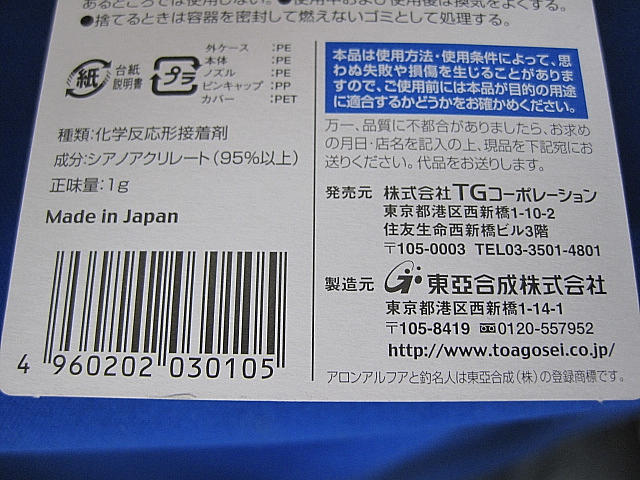 あるところでは使用しない。●使用中および使用後は換気をよくする。
●捨てるときは容器を密封して燃えないゴミとして処理する。
紙
台紙
説明書
プラ
外ケース：PE
本体：PE
ノズル：PE
ピンキャップ：PP
カバー：PET
種類：化学反応形接着剤
成分：シアノアクリレート（95％以上）
正味量：1g
Made in Japan
4 960202 030105
本品は使用方法・使用条件によって、思
わぬ失敗や損傷を生じることがありま
すので、ご使用前には本品が目的の用途
に適合するかどうかをお確かめください。
万一、品質に不都合がありましたら、お求め
の月日・店名を記入の上、現品を下記宛にお
送りください。代品をお送りします。
発売元 株式会社TGコーポレーション
東京都港区西新橋1-10-2
住友生命西新橋ビル3階
〒105-0003 TEL03-3501-4801
製造元 東亞合成株式会社
東京都港区西新橋1-14-1
〒105-8419 0120-557952
http://www.toagosei.co.jp/
アロンアルフアと釣名人は東亞合成（株）の登録商標です。